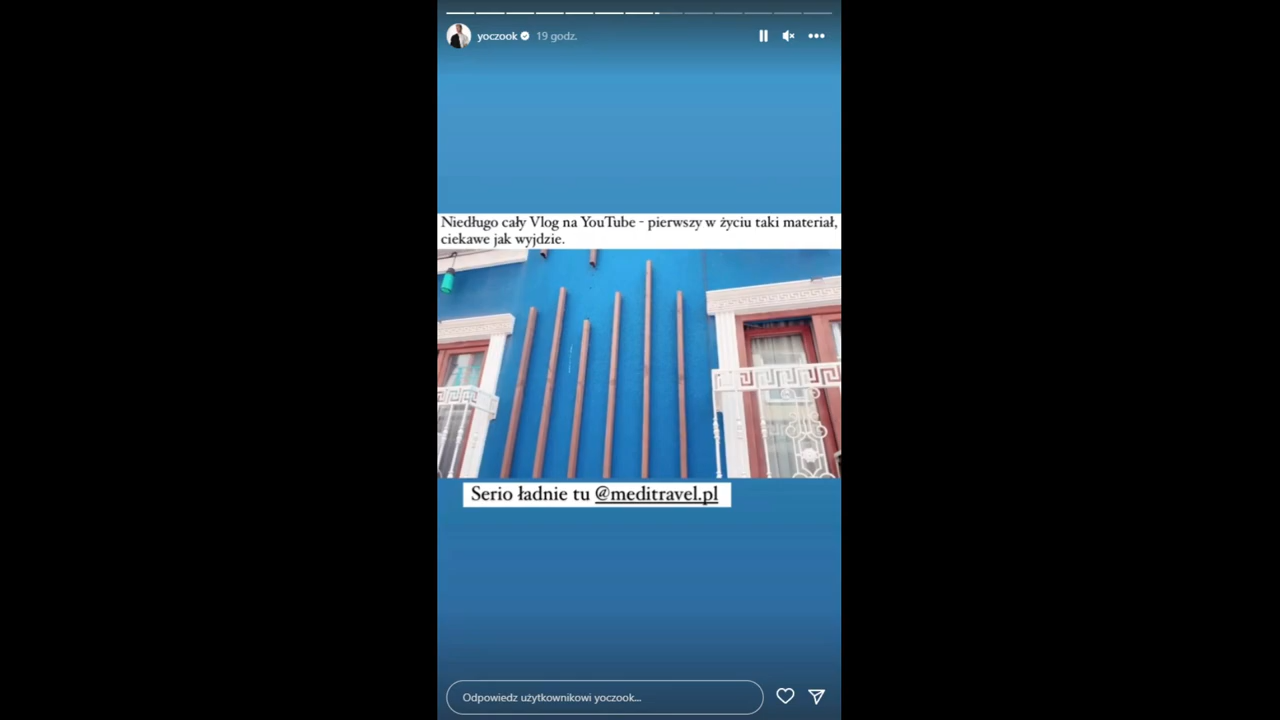 yoczook 19 godz.
Niedługo cały Vlog na YouTube - pierwszy w życiu taki materiał,
ciekawe jak wyjdzie.
Serio ładnie tu @meditravel.pl
Odpowiedz użytkownikowi yoczook...